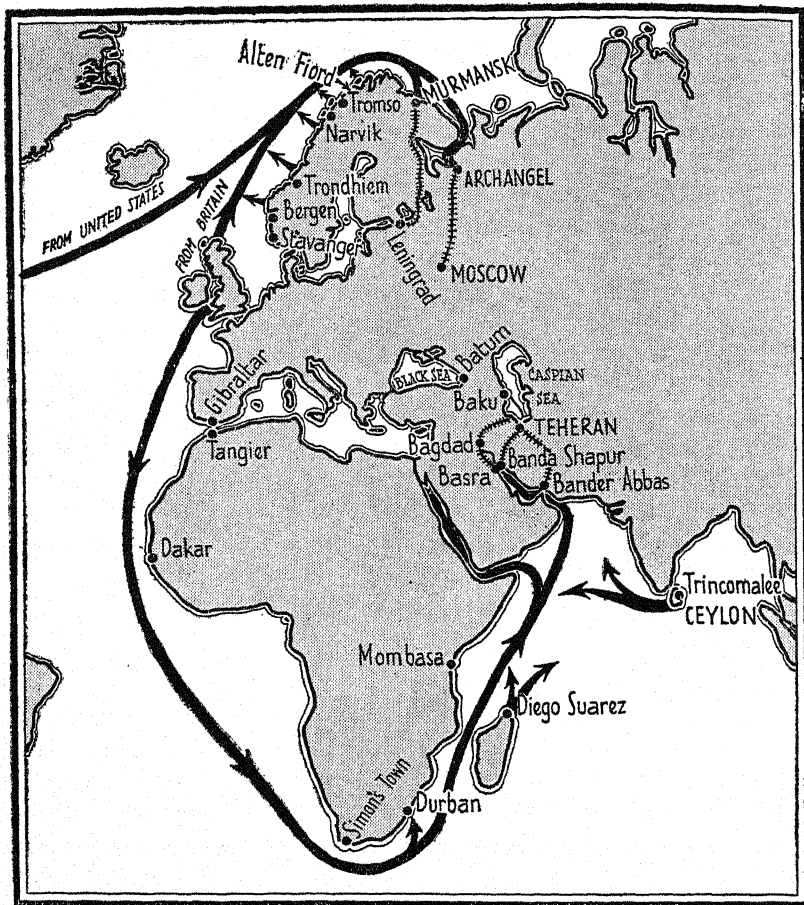 Alten Fiord
MURMANSK
Tromso
Narvik
ARCHANGEL
FROM UNITED STATES
FROM BRITAIN
Trondhiem
Bergen
Stavanger
Leningrad
MOSCOW
Gibraltar
BLACK SEA
Batum
CASPIAN
SEA
Baku
Tangier
TEHERAN
Bagdad
Banda Shapur
Basra
Bander Abbas
Dakar
Trincomalee
CEYLON
Mombasa
Diego Suarez
Simon's Town
Durban